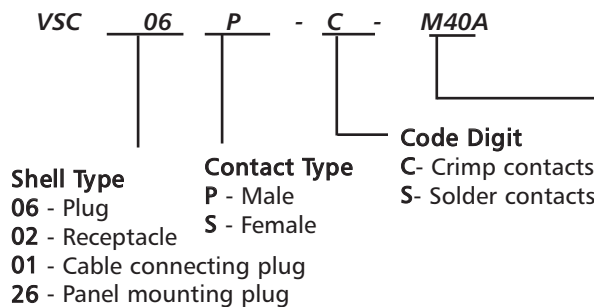 VSC 06 P - C - M40A
Code Digit
C- Crimp contacts
S- Solder contacts
Contact Type
P - Male
S - Female
Shell Type
06 - Plug
02 - Receptacle
01 - Cable connecting plug
26 - Panel mounting plug